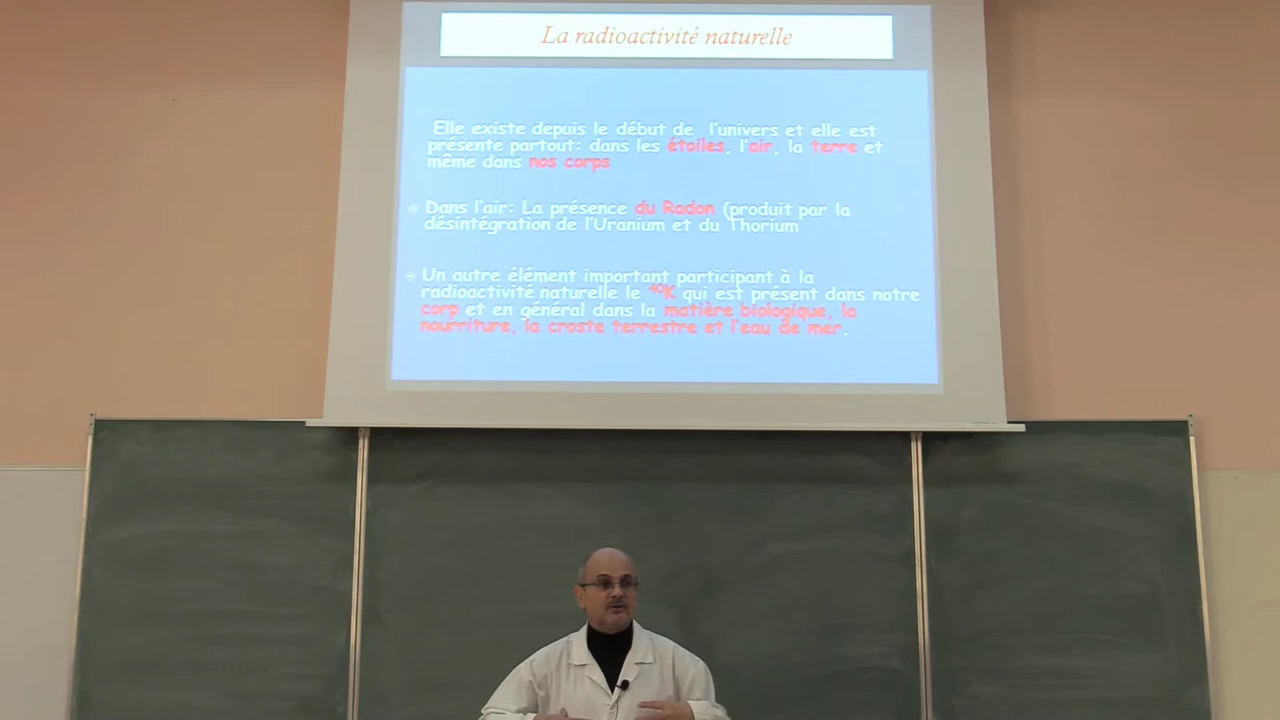 La radioactivité naturelle
Elle existe depuis le début de l'univers et elle est
présente partout: dans les étoiles, l'air, la terre et
même dans nos corps
Dans l'air: La présence du Radon (produit par la
désintégration de l'Uranium et du Thorium
Un autre élément important participant à la
radioactivité naturelle le ⁴⁰K qui est présent dans notre
corp et en général dans la matière biologique, la
nourriture, la croste terrestre et l'eau de mer.